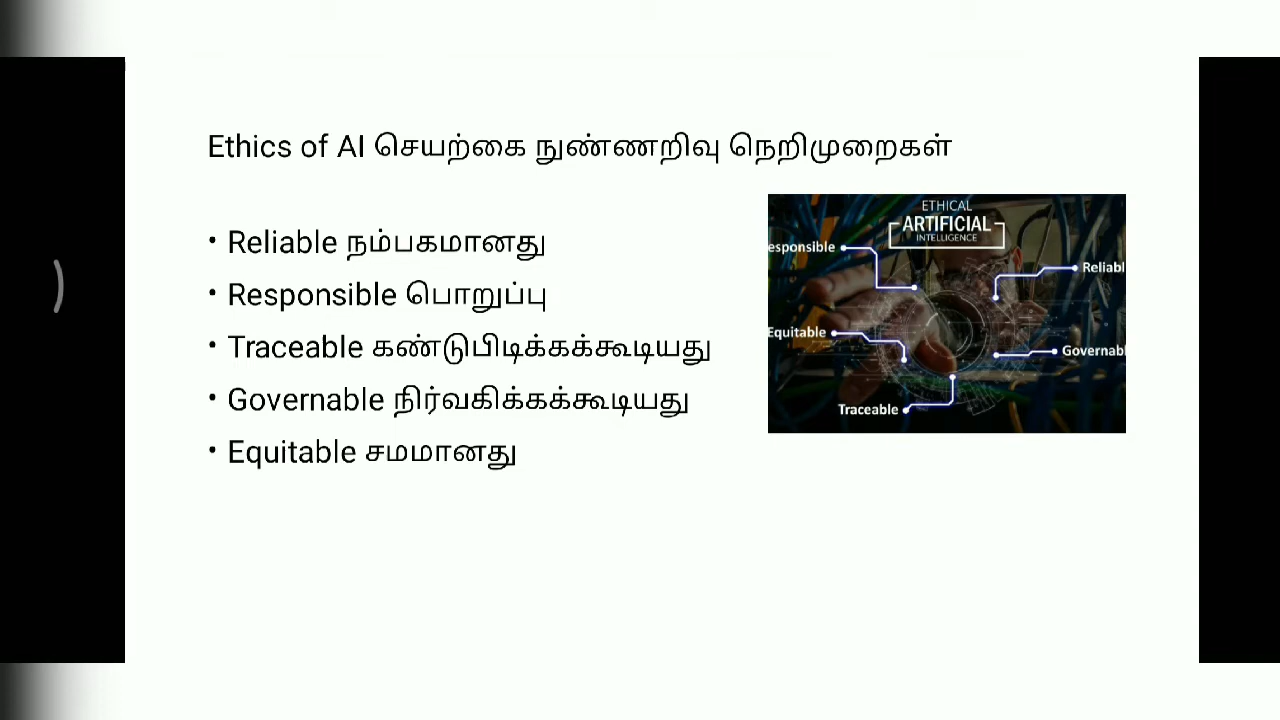 Ethics of AI செயற்கை நுண்ணறிவு நெறிமுறைகள்
• Reliable நம்பகமானது
• Responsible பொறுப்பு
• Traceable கண்டுபிடிக்கக்கூடியது
• Governable நிர்வகிக்கக்கூடியது
• Equitable சமமானது
ETHICAL
ARTIFICIAL
INTELLIGENCE
esponsible
Reliabl
Equitable
Governabl
Traceable